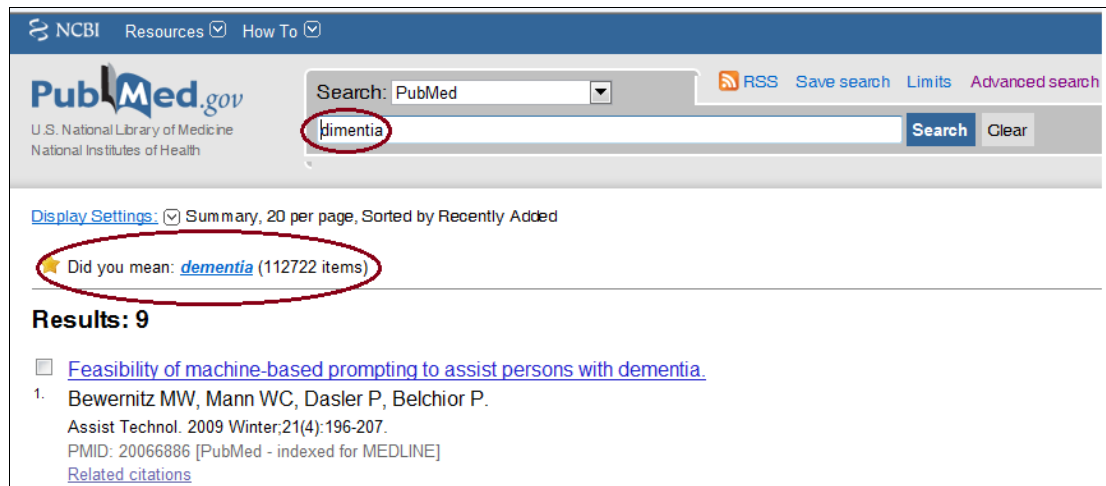 NCBI Resources How To
PubMed.gov
U.S. National Library of Medicine
National Institutes of Health
Search: PubMed
RSS Save search Limits Advanced search
dimentia
Search Clear
Display Settings: Summary, 20 per page, Sorted by Recently Added
Did you mean: dementia (112722 items)
Results: 9
Feasibility of machine-based prompting to assist persons with dementia.
1. Bewernitz MW, Mann WC, Dasler P, Belchior P.
Assist Technol. 2009 Winter;21(4):196-207.
PMID: 20066886 [PubMed - indexed for MEDLINE]
Related citations